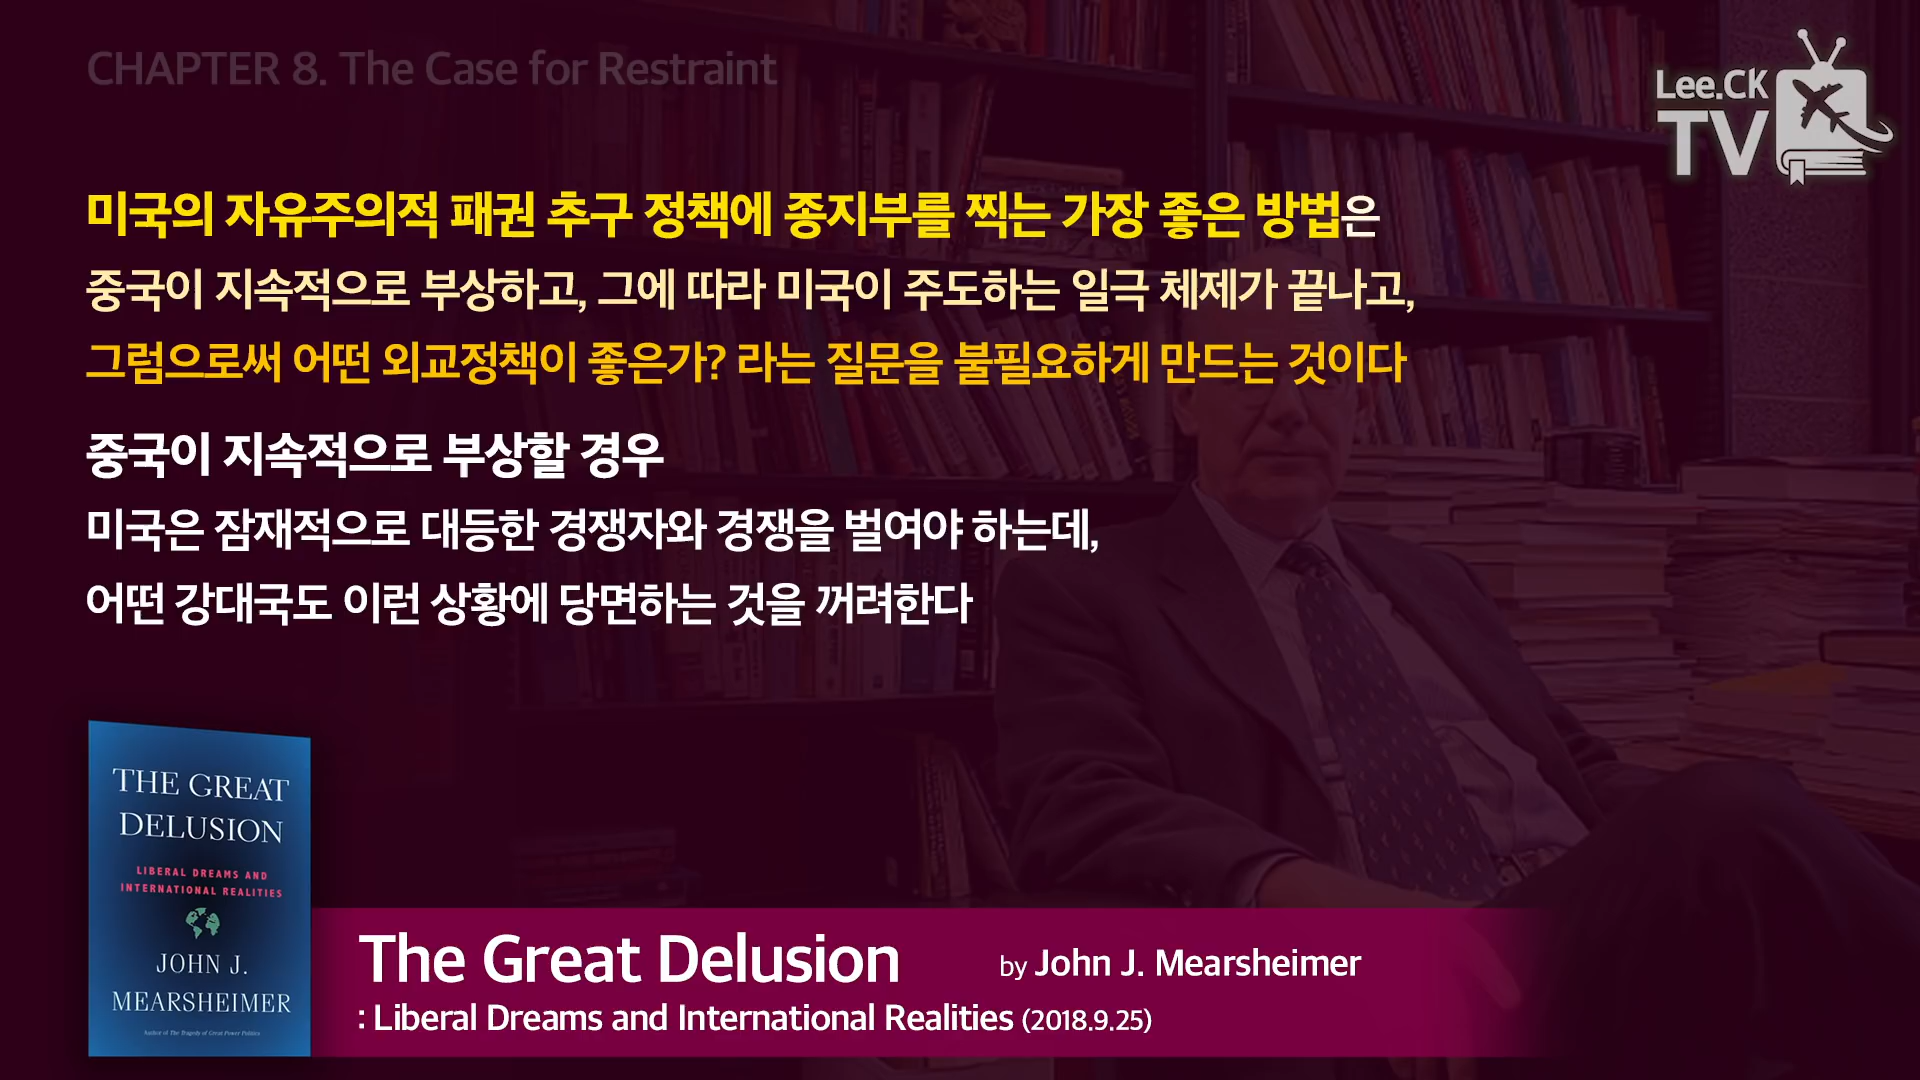 CHAPTER 8. The Case for Restraint
Lee.CK
TV
미국의 자유주의적 패권 추구 정책에 종지부를 찍는 가장 좋은 방법은
중국이 지속적으로 부상하고, 그에 따라 미국이 주도하는 일극 체제가 끝나고,
그럼으로써 어떤 외교정책이 좋은가? 라는 질문을 불필요하게 만드는 것이다
중국이 지속적으로 부상할 경우
미국은 잠재적으로 대등한 경쟁자와 경쟁을 벌여야 하는데,
어떤 강대국도 이런 상황에 당면하는 것을 꺼려한다
THE GREAT
DELUSION
LIBERAL DREAMS AND
INTERNATIONAL REALITIES
JOHN J.
MEARSHEIMER
Author of The Tragedy of Great Power Politics
The Great Delusion
by John J. Mearsheimer
: Liberal Dreams and International Realities (2018.9.25)